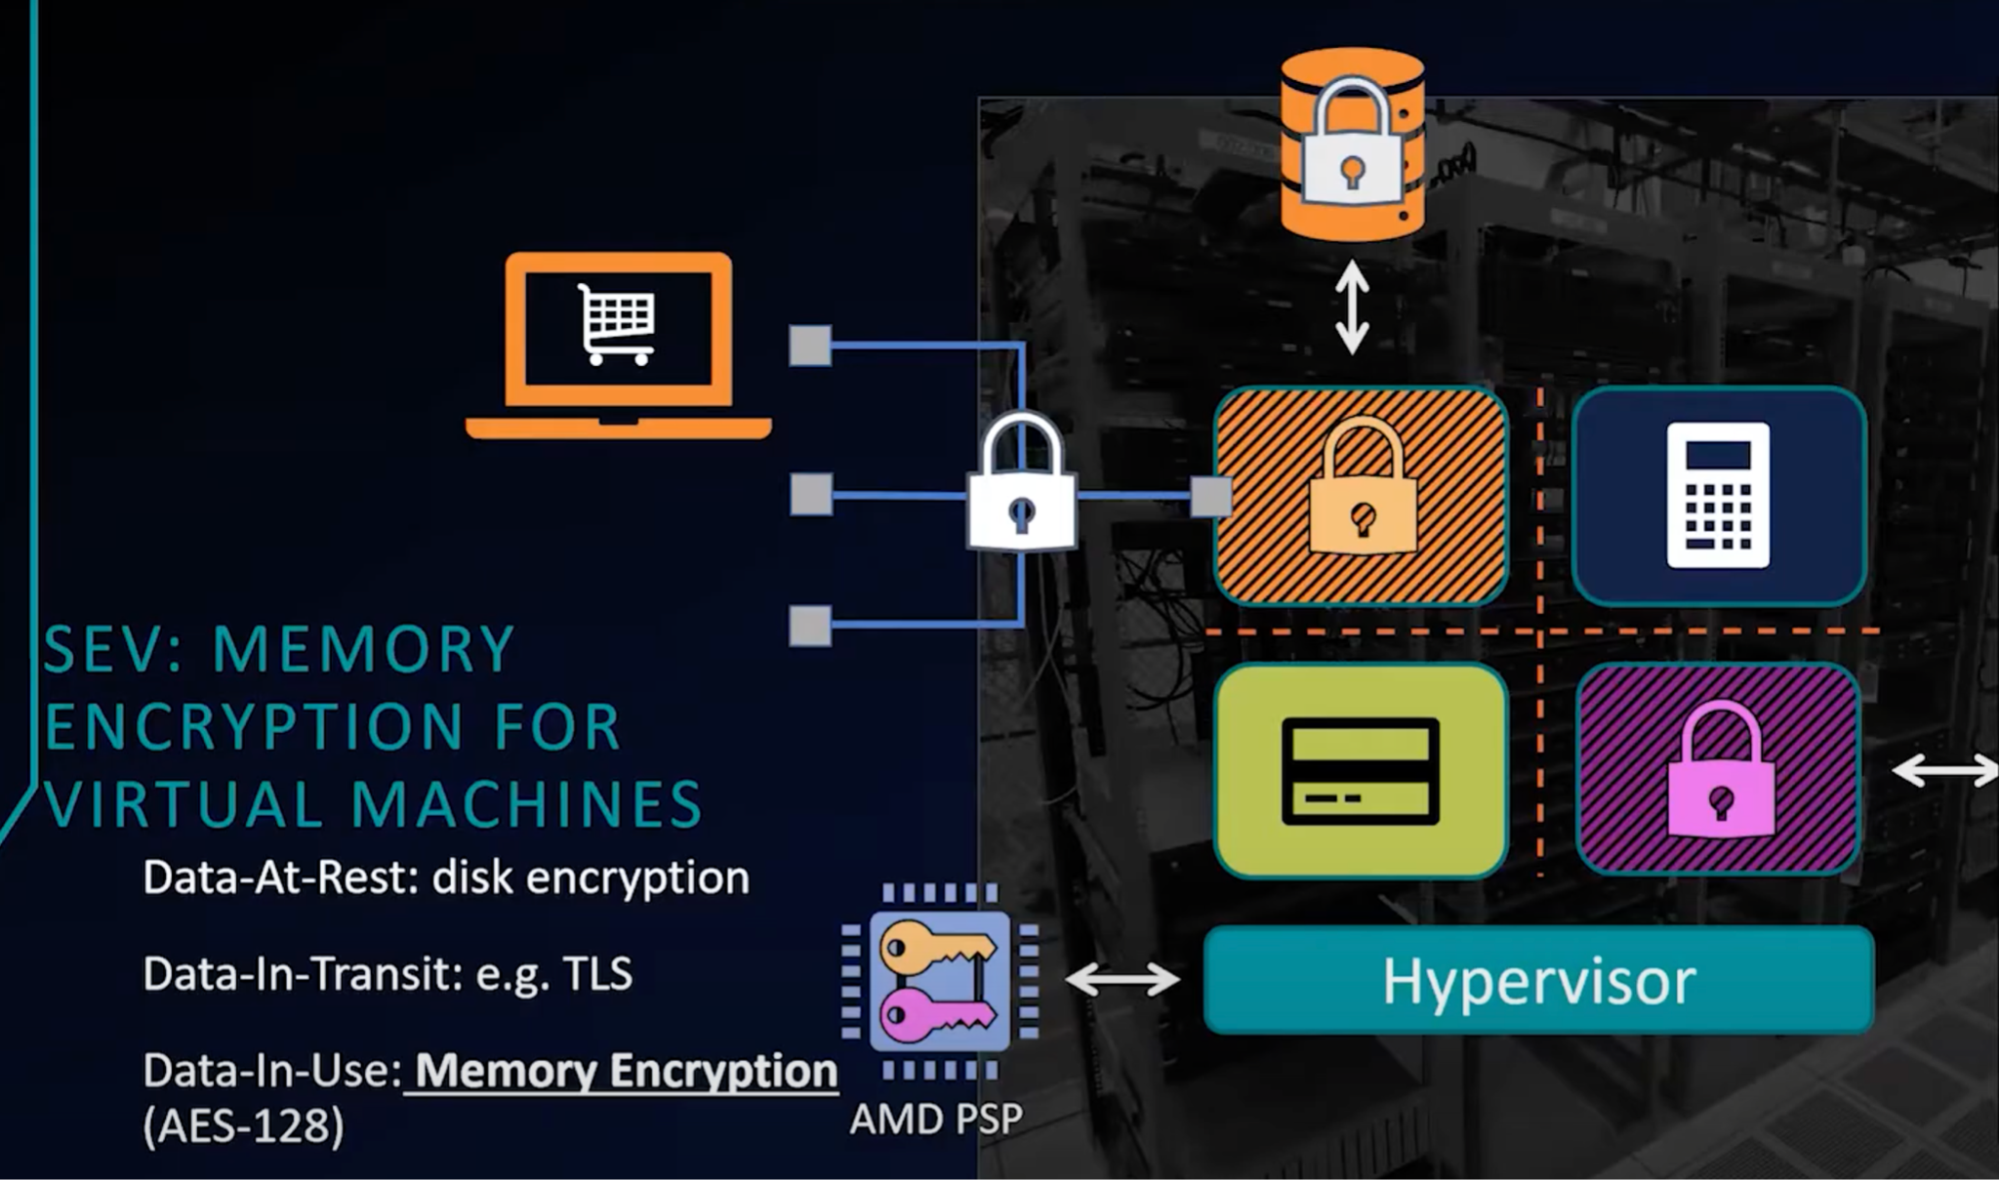 SEV: MEMORY
ENCRYPTION FOR
VIRTUAL MACHINES
Data-At-Rest: disk encryption
Data-In-Transit: e.g. TLS
Data-In-Use: Memory Encryption
(AES-128)
AMD PSP
Hypervisor